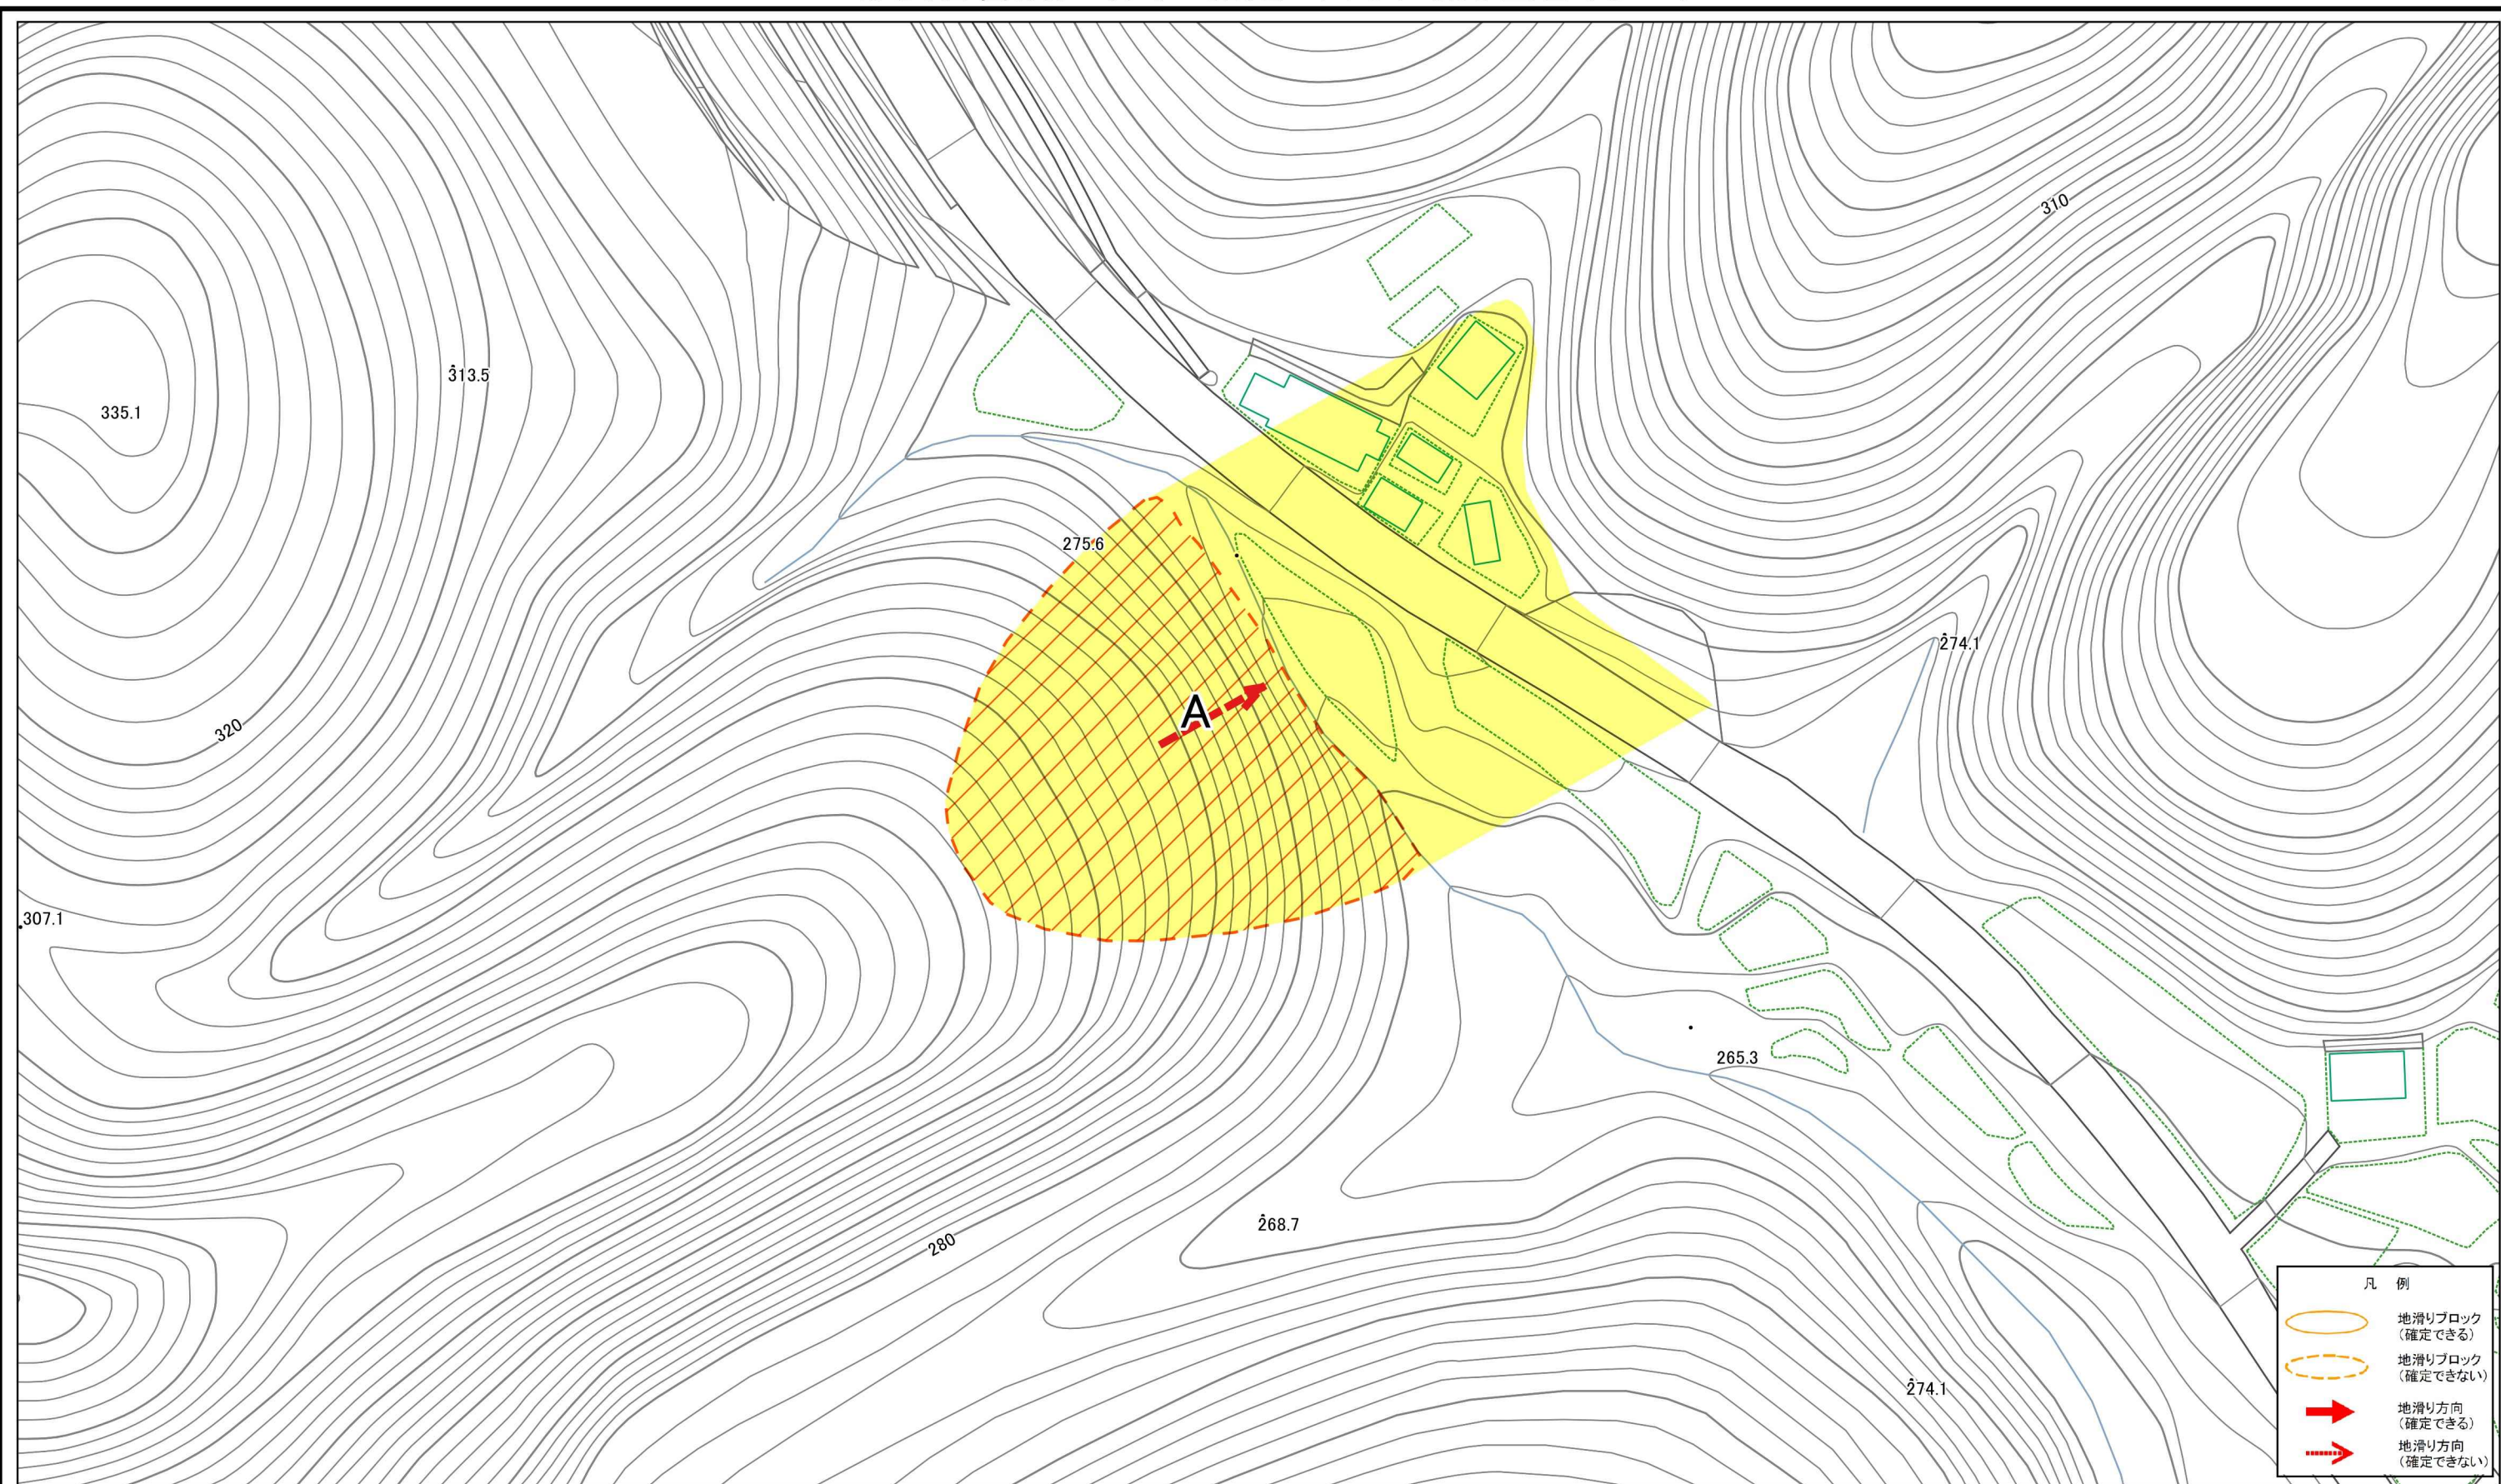 310
313.5
335.1
275.6
274.1
A
320
307.1
265.3
268.7
280
274.1
凡 例
地滑りブロック
（確定できる）
地滑りブロック
（確定できない）
地滑り方向
（確定できる）
地滑り方向
（確定できない）